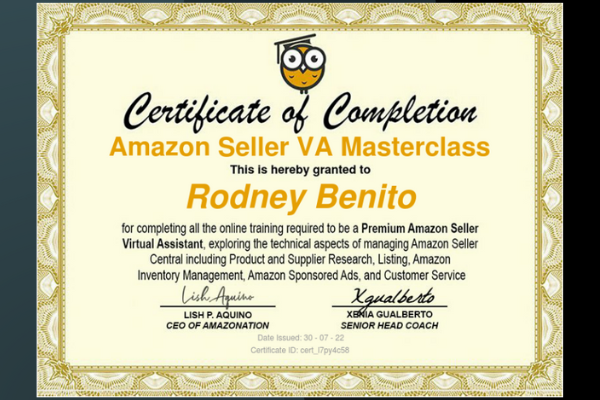 Certificate of Completion
Amazon Seller VA Masterclass
This is hereby granted to
Rodney Benito
for completing all the online training required to be a Premium Amazon Seller
Virtual Assistant, exploring the technical aspects of managing Amazon Seller
Central including Product and Supplier Research, Listing, Amazon
Inventory Management, Amazon Sponsored Ads, and Customer Service
Lish Aquino Xgualberto
LISH P. AQUINO XENIA GUALBERTO
CEO OF AMAZONATION SENIOR HEAD COACH
Date Issued: 30 - 07 - 22
Certificate ID: cert_l7py4c58